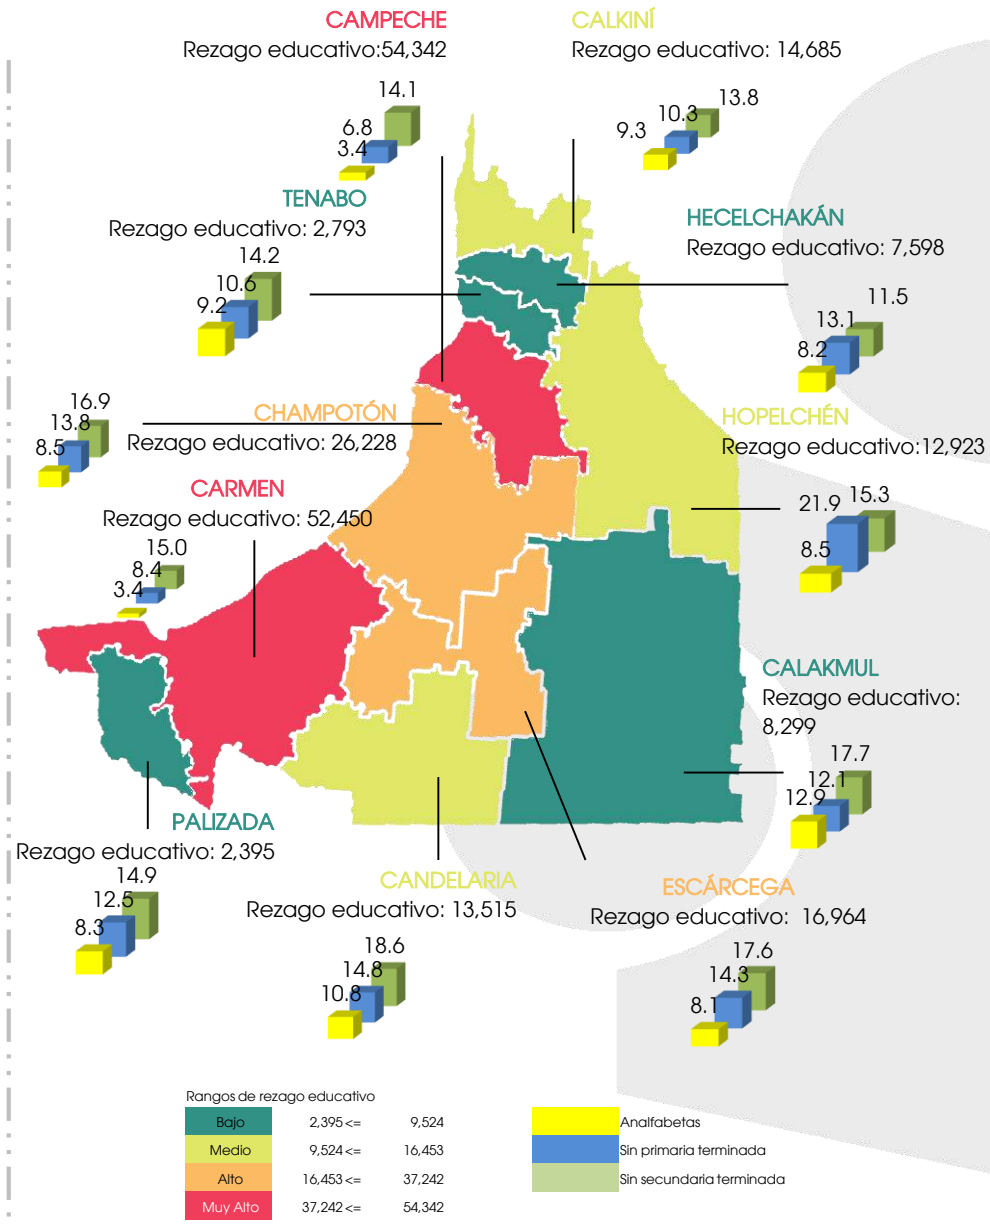 CAMPECHE
Rezago educativo:54,342
14.1
6.8
3.4
CALKINÍ
Rezago educativo: 14,685
13.8
10.3
9.3
TENABO
Rezago educativo: 2,793
14.2
10.6
9.2
HECELCHAKÁN
Rezago educativo: 7,598
11.5
13.1
8.2
CHAMPOTÓN
Rezago educativo: 26,228
16.9
13.8
8.5
HOPELCHÉN
Rezago educativo:12,923
21.9
15.3
8.5
CARMEN
Rezago educativo: 52,450
15.0
8.4
3.4
CALAKMUL
Rezago educativo:
8,299
17.7
12.1
12.9
PALIZADA
Rezago educativo: 2,395
14.9
12.5
8.3
CANDELARIA
Rezago educativo: 13,515
18.6
14.8
10.8
ESCÁRCEGA
Rezago educativo: 16,964
17.6
14.3
8.1
Rangos de rezago educativo
Bajo 2,395 <= 9,524
Medio 9,524 <= 16,453
Alto 16,453 <= 37,242
Muy Alto 37,242 <= 54,342
Analfabetas
Sin primaria terminada
Sin secundaria terminada